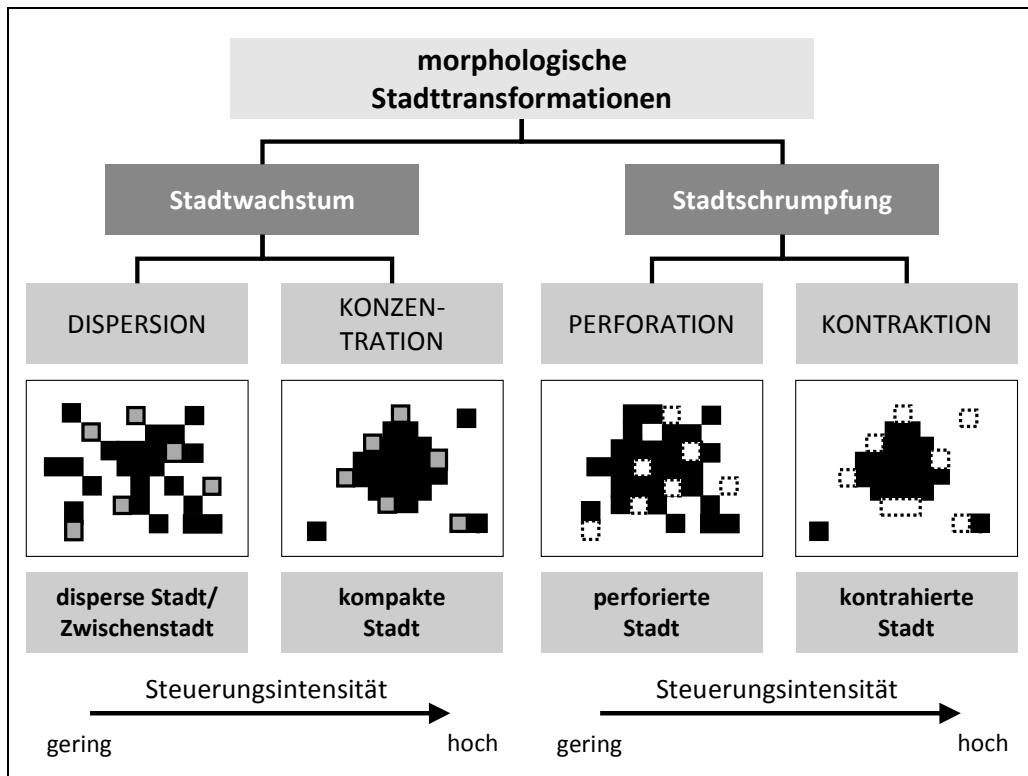 morphologische
Stadttransformationen
Stadtwachstum
Stadtschrumpfung
DISPERSION
KONZEN-
TRATION
PERFORATION
KONTRAKTION
disperse Stadt/
Zwischenstadt
kompakte
Stadt
perforierte
Stadt
kontrahierte
Stadt
Steuerungsintensität
gering
hoch
Steuerungsintensität
gering
hoch